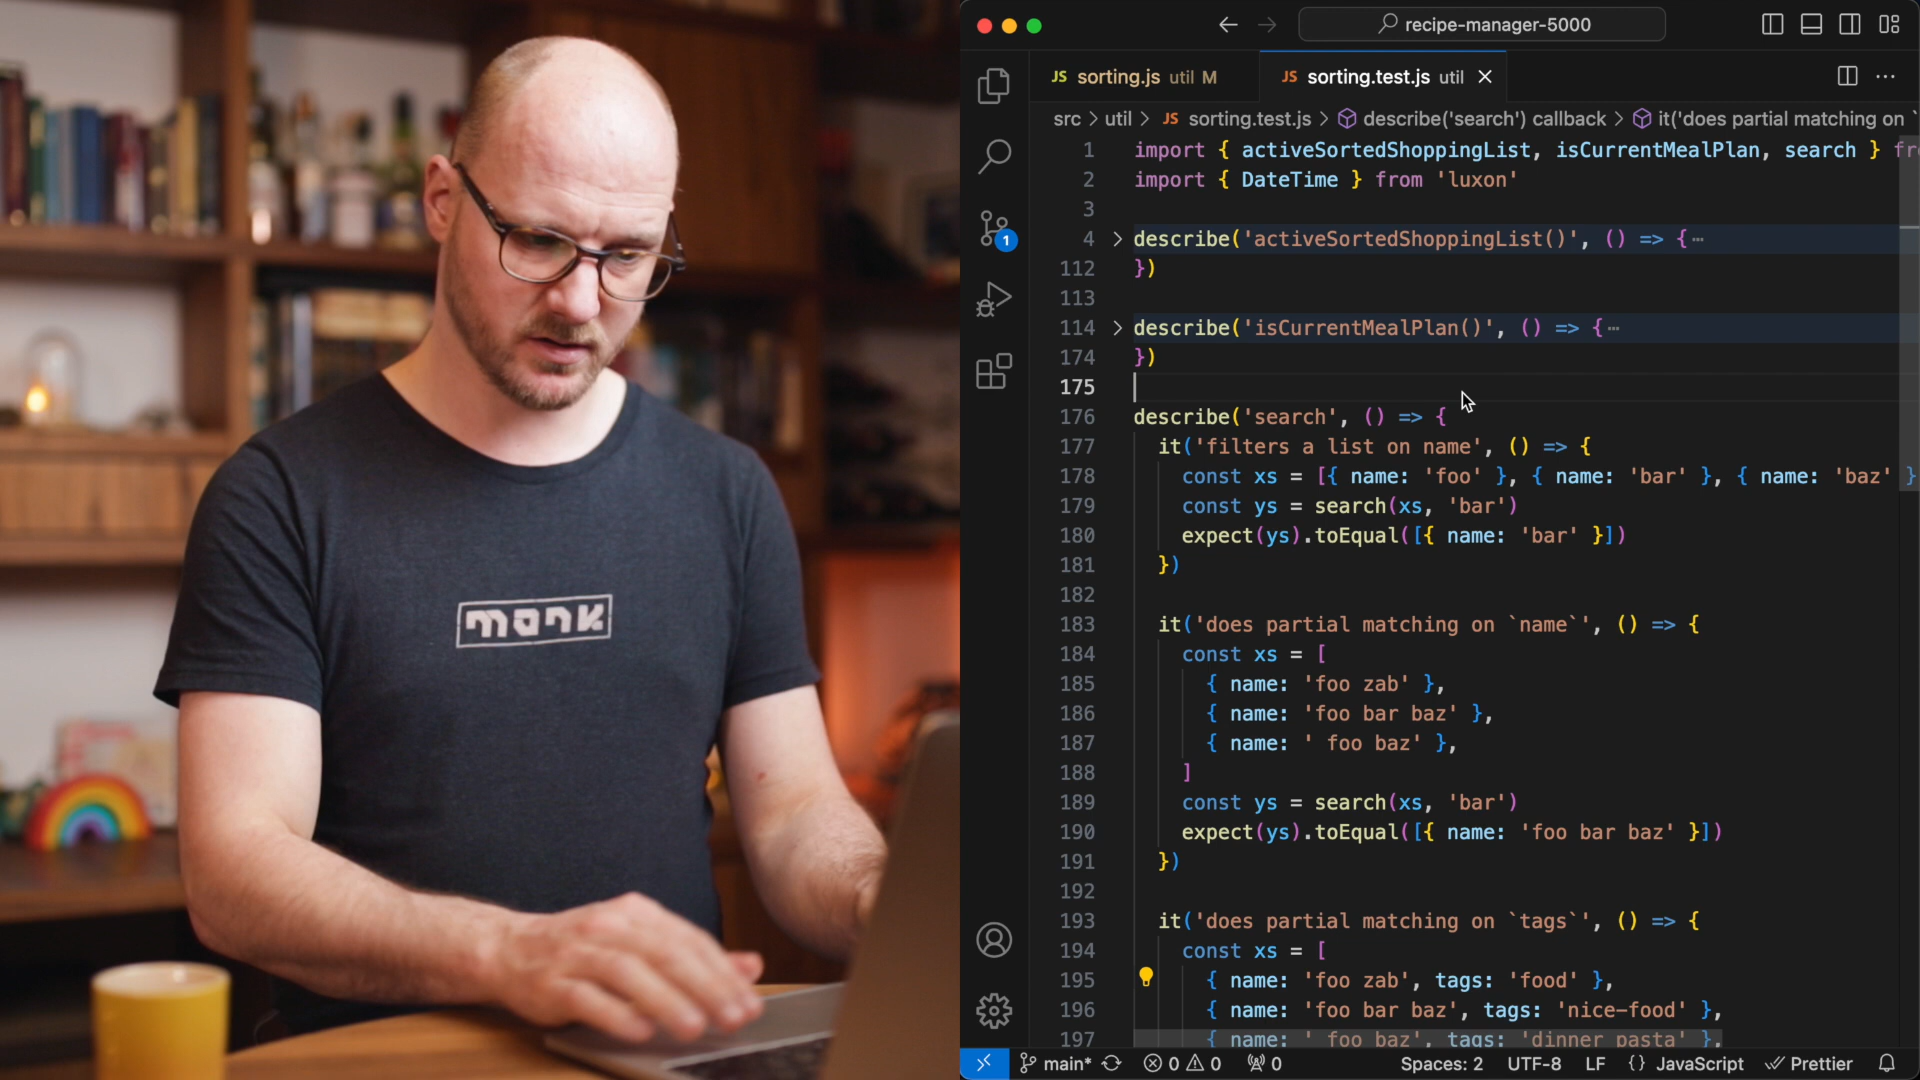 monk
recipe-manager-5000
JS sorting.js util M
JS sorting.test.js util
src > util > JS sorting.test.js > describe('search') callback > it('does partial matching on `
1 import { activeSortedShoppingList, isCurrentMealPlan, search } fr
2 import { DateTime } from 'luxon'
3
4 > describe('activeSortedShoppingList()', () => {⋯
112 })
113
114 > describe('isCurrentMealPlan()', () => {⋯
174 })
175
176 describe('search', () => {
177 it('filters a list on name', () => {
178 const xs = [{ name: 'foo' }, { name: 'bar' }, { name: 'baz' }
179 const ys = search(xs, 'bar')
180 expect(ys).toEqual([{ name: 'bar' }])
181 })
182
183 it('does partial matching on `name`', () => {
184 const xs = [
185 { name: 'foo zab' },
186 { name: 'foo bar baz' },
187 { name: ' foo baz' },
188 ]
189 const ys = search(xs, 'bar')
190 expect(ys).toEqual([{ name: 'foo bar baz' }])
191 })
192
193 it('does partial matching on `tags`', () => {
194 const xs = [
195 { name: 'foo zab', tags: 'food' },
196 { name: 'foo bar baz', tags: 'nice-food' },
197 { name: ' foo baz', tags: 'dinner pasta' },
1
main* 0 0 0 Spaces: 2 UTF-8 LF {} JavaScript Prettier